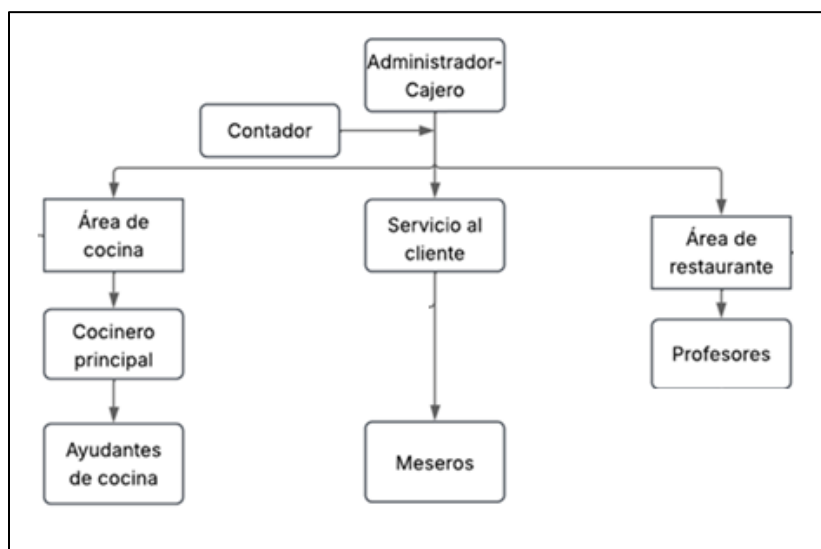 Administrador-
Cajero
Contador
Área de
cocina
Servicio al
cliente
Área de
restaurante
Cocinero
principal
Profesores
Ayudantes
de cocina
Meseros